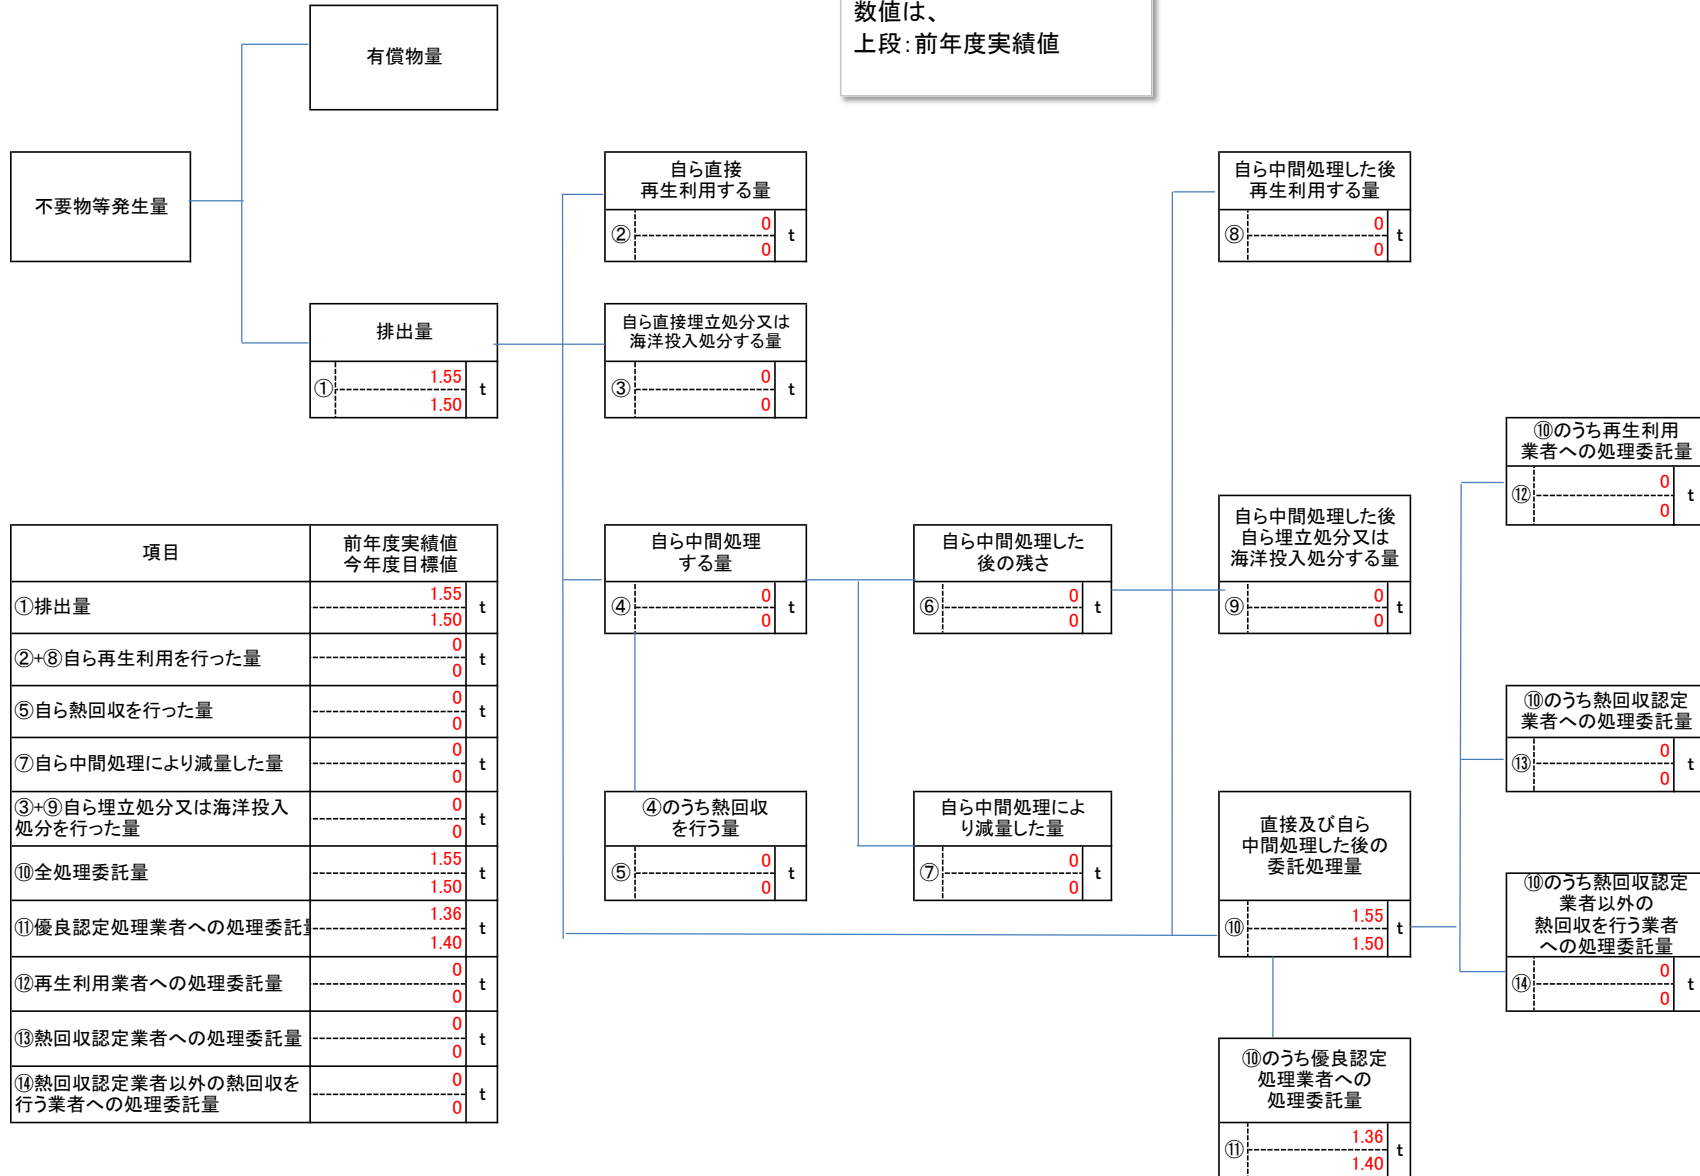 数値は、
上段：前年度実績値
有償物量
不要物等発生量
排出量
① 1.55 t
1.50
自ら直接
再生利用する量
② 0 t
0
自ら直接埋立処分又は
海洋投入処分する量
③ 0 t
0
自ら中間処理した後
再生利用する量
⑧ 0 t
0
⑩のうち再生利用
業者への処理委託量
⑫ 0 t
0
自ら中間処理
する量
④ 0 t
0
自ら中間処理した
後の残さ
⑥ 0 t
0
自ら中間処理した後
自ら埋立処分又は
海洋投入処分する量
⑨ 0 t
0
⑩のうち熱回収認定
業者への処理委託量
⑬ 0 t
0
④のうち熱回収
を行う量
⑤ 0 t
0
自ら中間処理によ
り減量した量
⑦ 0 t
0
直接及び自ら
中間処理した後の
委託処理量
⑩ 1.55 t
1.50
⑩のうち熱回収認定
業者以外の
熱回収を行う業者
への処理委託量
⑭ 0 t
0
⑩のうち優良認定
処理業者への
処理委託量
⑪ 1.36 t
1.40
項目 前年度実績値
今年度目標値
①排出量 1.55 t
1.50
②+⑧自ら再生利用を行った量 0 t
0
⑤自ら熱回収を行った量 0 t
0
⑦自ら中間処理により減量した量 0 t
0
③+⑨自ら埋立処分又は海洋投入 0 t
処分を行った量 0
⑩全処理委託量 1.55 t
1.50
⑪優良認定処理業者への処理委託 1.36 t
1.40
⑫再生利用業者への処理委託量 0 t
0
⑬熱回収認定業者への処理委託量 0 t
0
⑭熱回収認定業者以外の熱回収を 0 t
行う業者への処理委託量 0